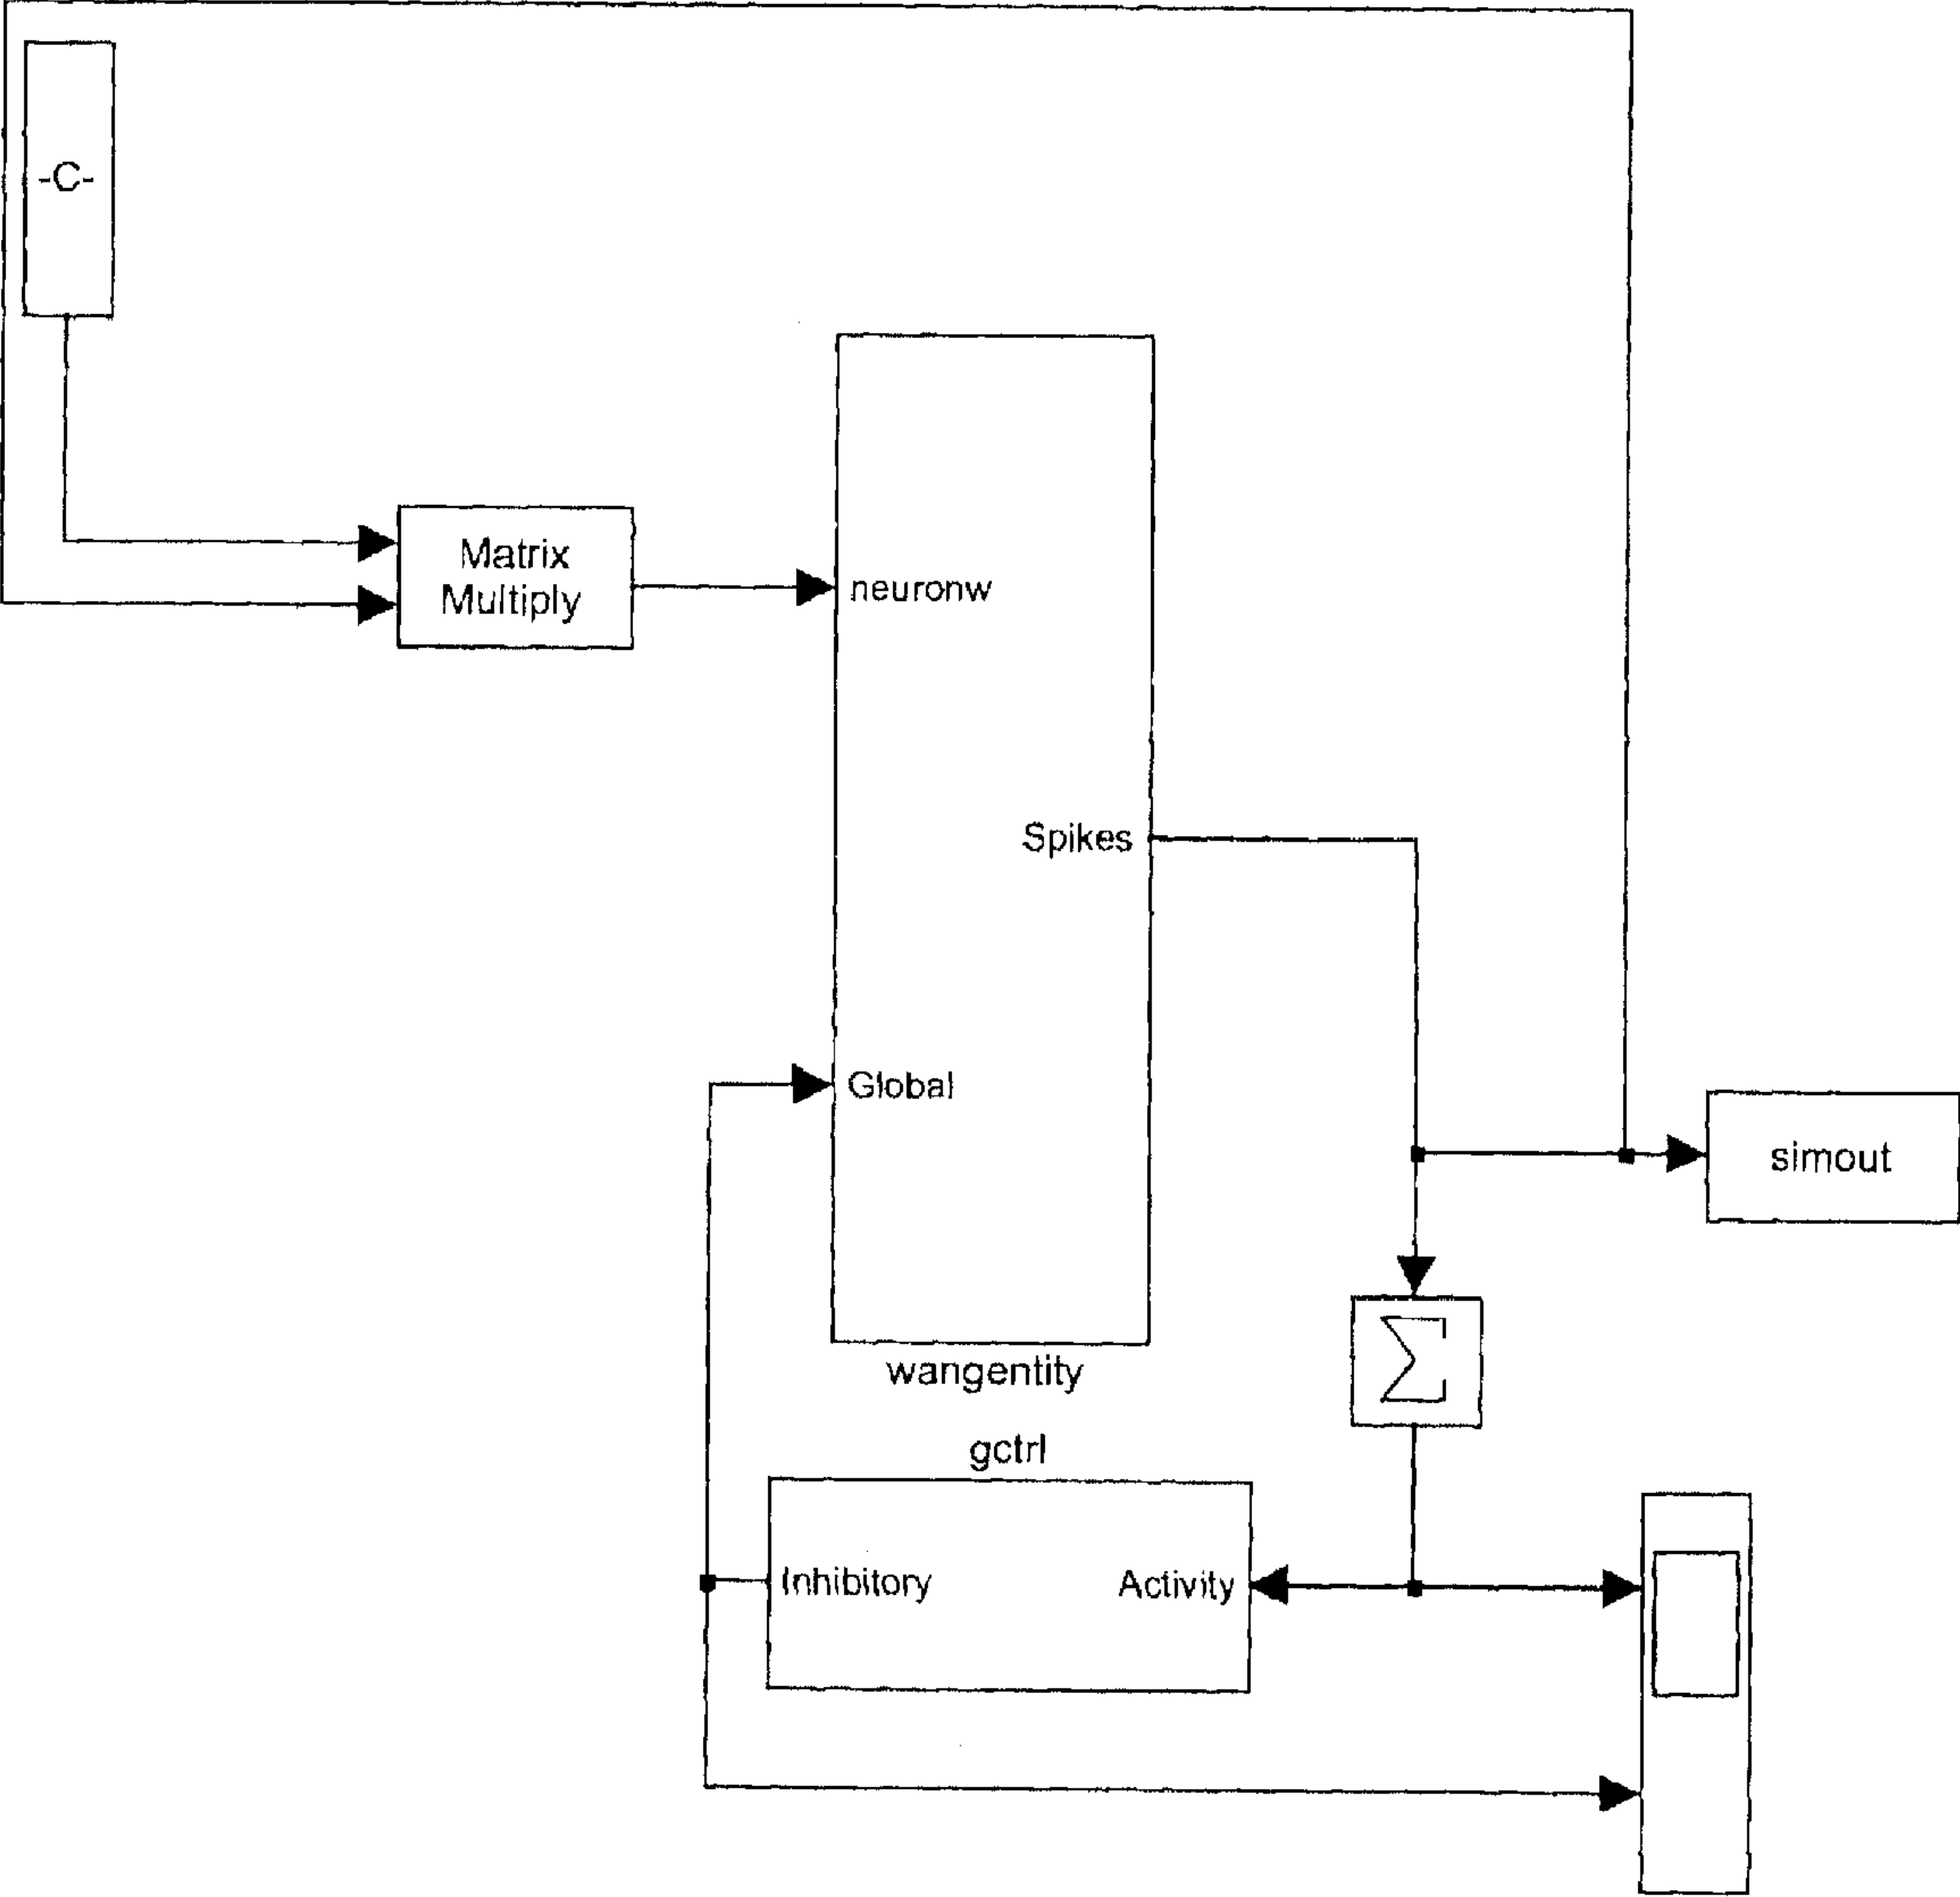 -C-
Matrix
Multiply
neuronw
Spikes
Global
simout
Σ
wangentity
gctrl
Inhibitory
Activity